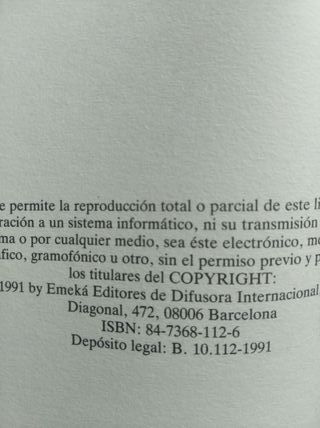 e permite la reproducción total o parcial de este li
ración a un sistema informático, ni su transmisión
ma o por cualquier medio, sea éste electrónico, me
áfico, gramofónico u otro, sin el permiso previo y p
los titulares del COPYRIGHT:
1991 by Emeká Editores de Difusora Internacional
Diagonal, 472, 08006 Barcelona
ISBN: 84-7368-112-6
Depósito legal: B. 10.112-1991